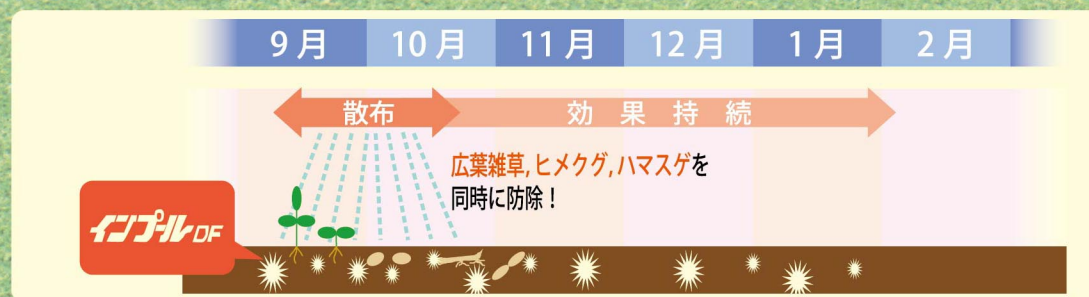 9月 10月 11月 12月 1月 2月
散布 効果持続
広葉雑草,ヒメクグ,ハマスゲを
同時に防除!
インプールDF